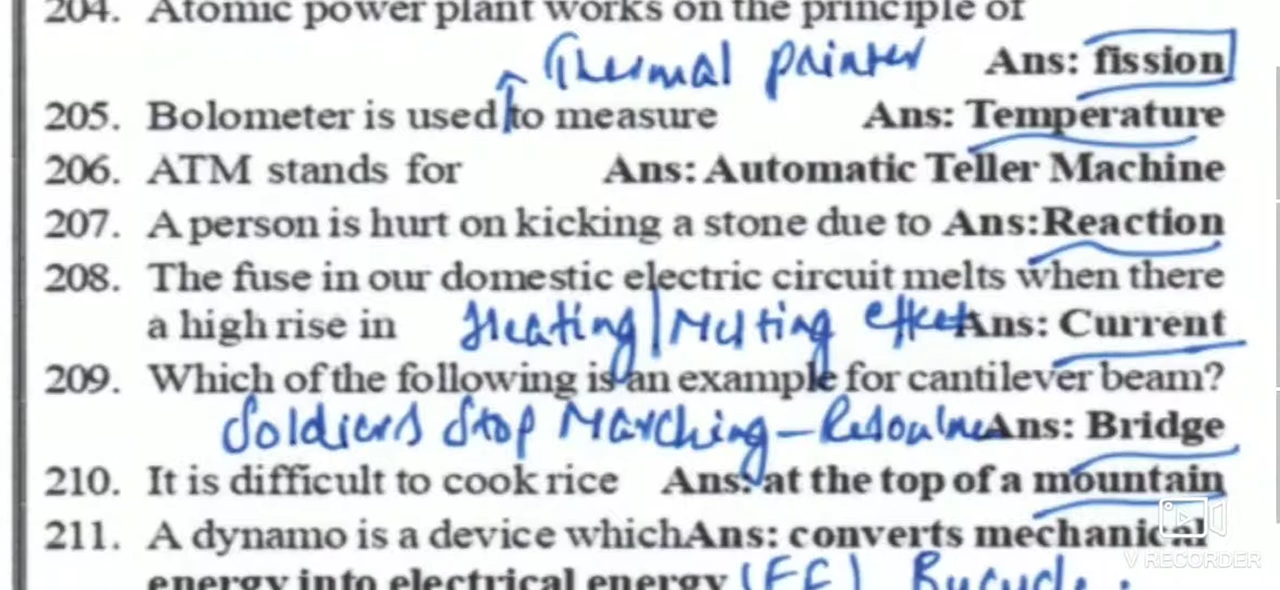 204. Atomic power plant works on the principle of
Thermal printer Ans: fission
205. Bolometer is used to measure Ans: Temperature
206. ATM stands for Ans: Automatic Teller Machine
207. A person is hurt on kicking a stone due to Ans:Reaction
208. The fuse in our domestic electric circuit melts when there
a high rise in Heating/Melting effect Ans: Current
209. Which of the following is an example for cantilever beam?
Soldiers Stop Marching - Ans: Bridge
210. It is difficult to cook rice Ans: at the top of a mountain
211. A dynamo is a device which Ans: converts mechanical
energy into electrical energy
V RECORDER